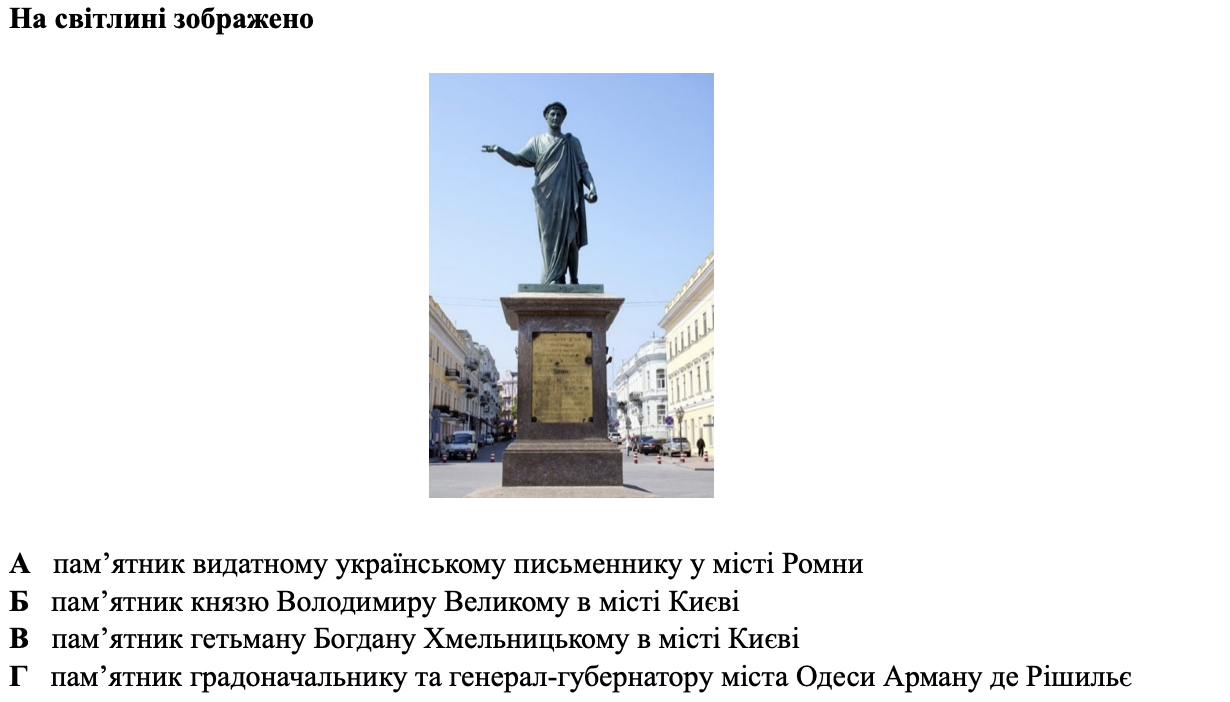 На світлині зображено
А пам’ятник видатному українському письменнику у місті Ромни
Б пам’ятник князю Володимиру Великому в місті Києві
В пам’ятник гетьману Богдану Хмельницькому в місті Києві
Г пам’ятник градоначальнику та генерал-губернатору міста Одеси Арману де Рішильє